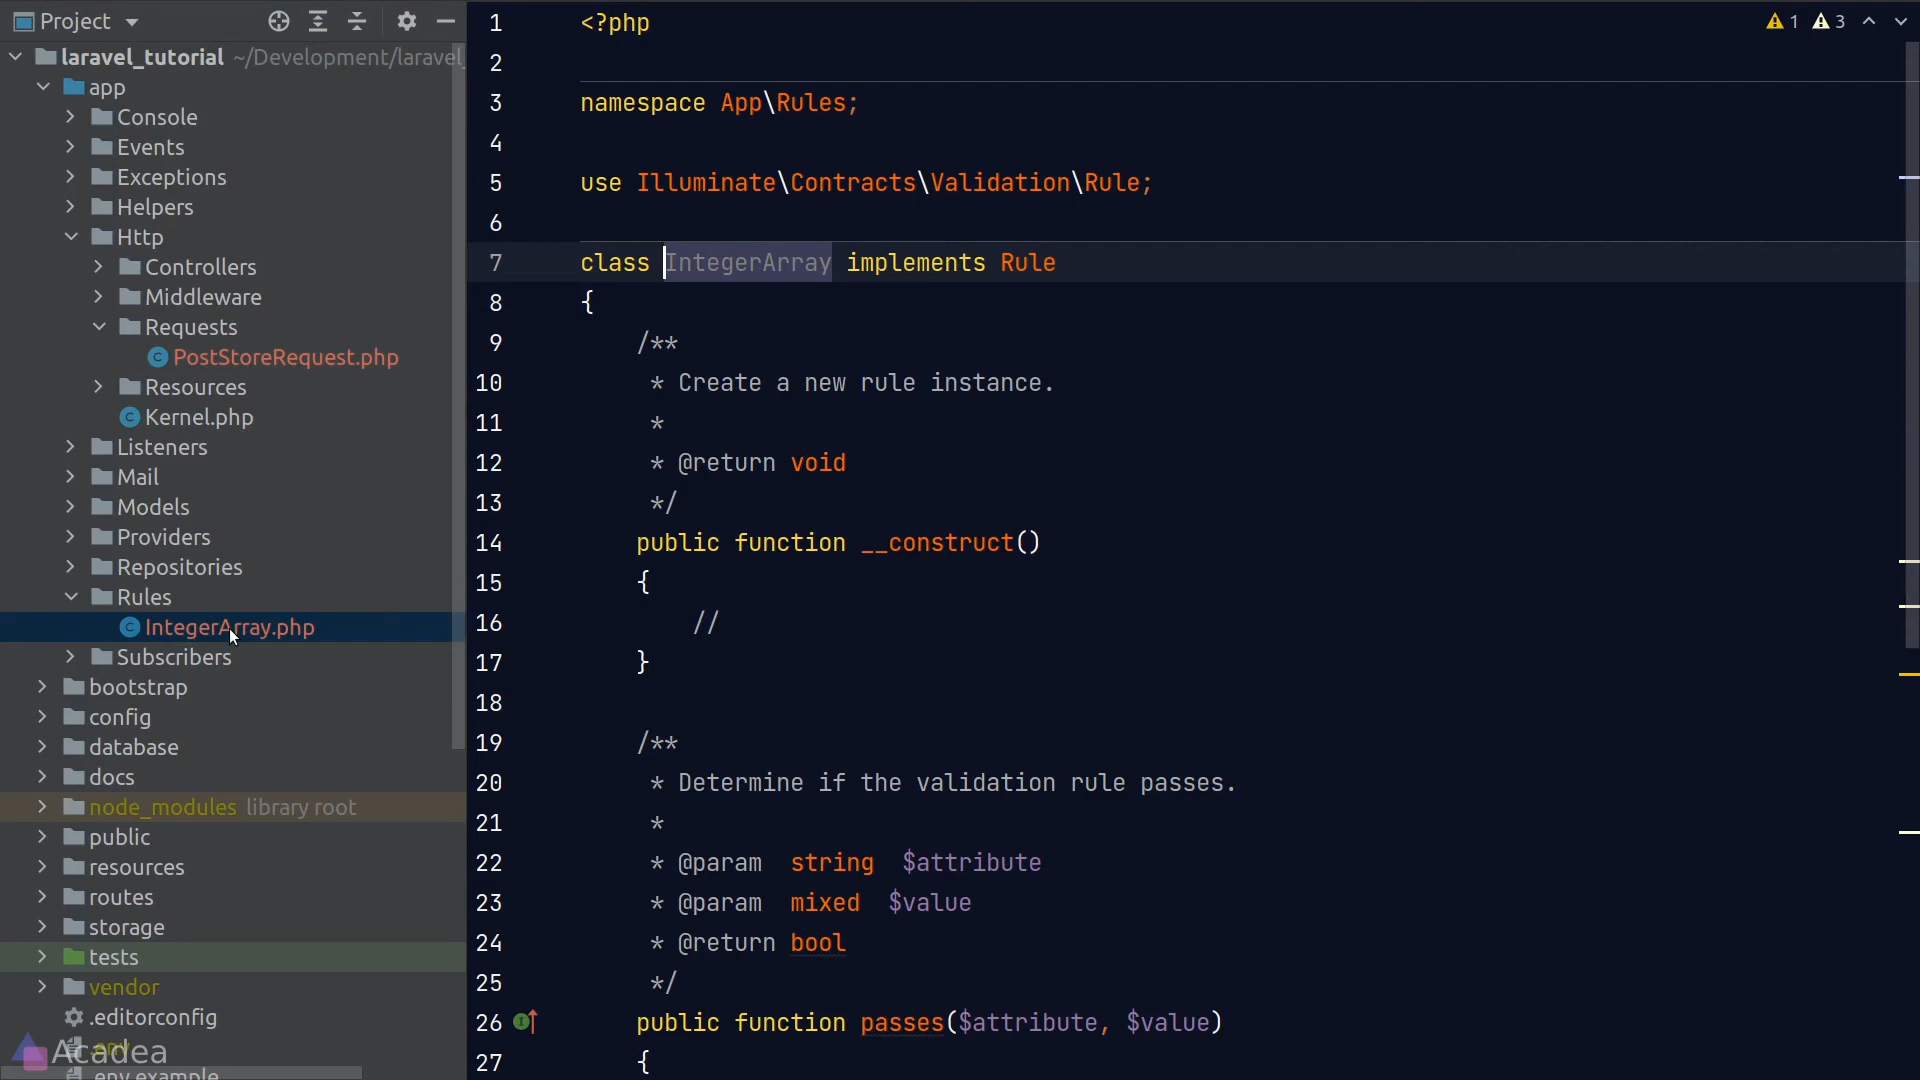 Project
laravel_tutorial ~/Development/laravel_
app
Console
Events
Exceptions
Helpers
Http
Controllers
Middleware
Requests
PostStoreRequest.php
Resources
Kernel.php
Listeners
Mail
Models
Providers
Repositories
Rules
IntegerArray.php
Subscribers
bootstrap
config
database
docs
node_modules library root
public
resources
routes
storage
tests
vendor
.editorconfig
.env
.env.example
Acadea
1 3
1 <?php
2
3 namespace App\Rules;
4
5 use Illuminate\Contracts\Validation\Rule;
6
7 class IntegerArray implements Rule
8 {
9 /**
10 * Create a new rule instance.
11 *
12 * @return void
13 */
14 public function __construct()
15 {
16 //
17 }
18
19 /**
20 * Determine if the validation rule passes.
21 *
22 * @param string $attribute
23 * @param mixed $value
24 * @return bool
25 */
26 public function passes($attribute, $value)
27 {